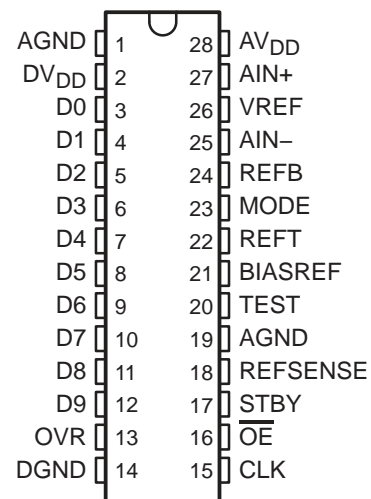 AGND 1 28 AVDD
DVDD 2 27 AIN+
D0 3 26 VREF
D1 4 25 AIN−
D2 5 24 REFB
D3 6 23 MODE
D4 7 22 REFT
D5 8 21 BIASREF
D6 9 20 TEST
D7 10 19 AGND
D8 11 18 REFSENSE
D9 12 17 STBY
OVR 13 16 O̅E̅
DGND 14 15 CLK